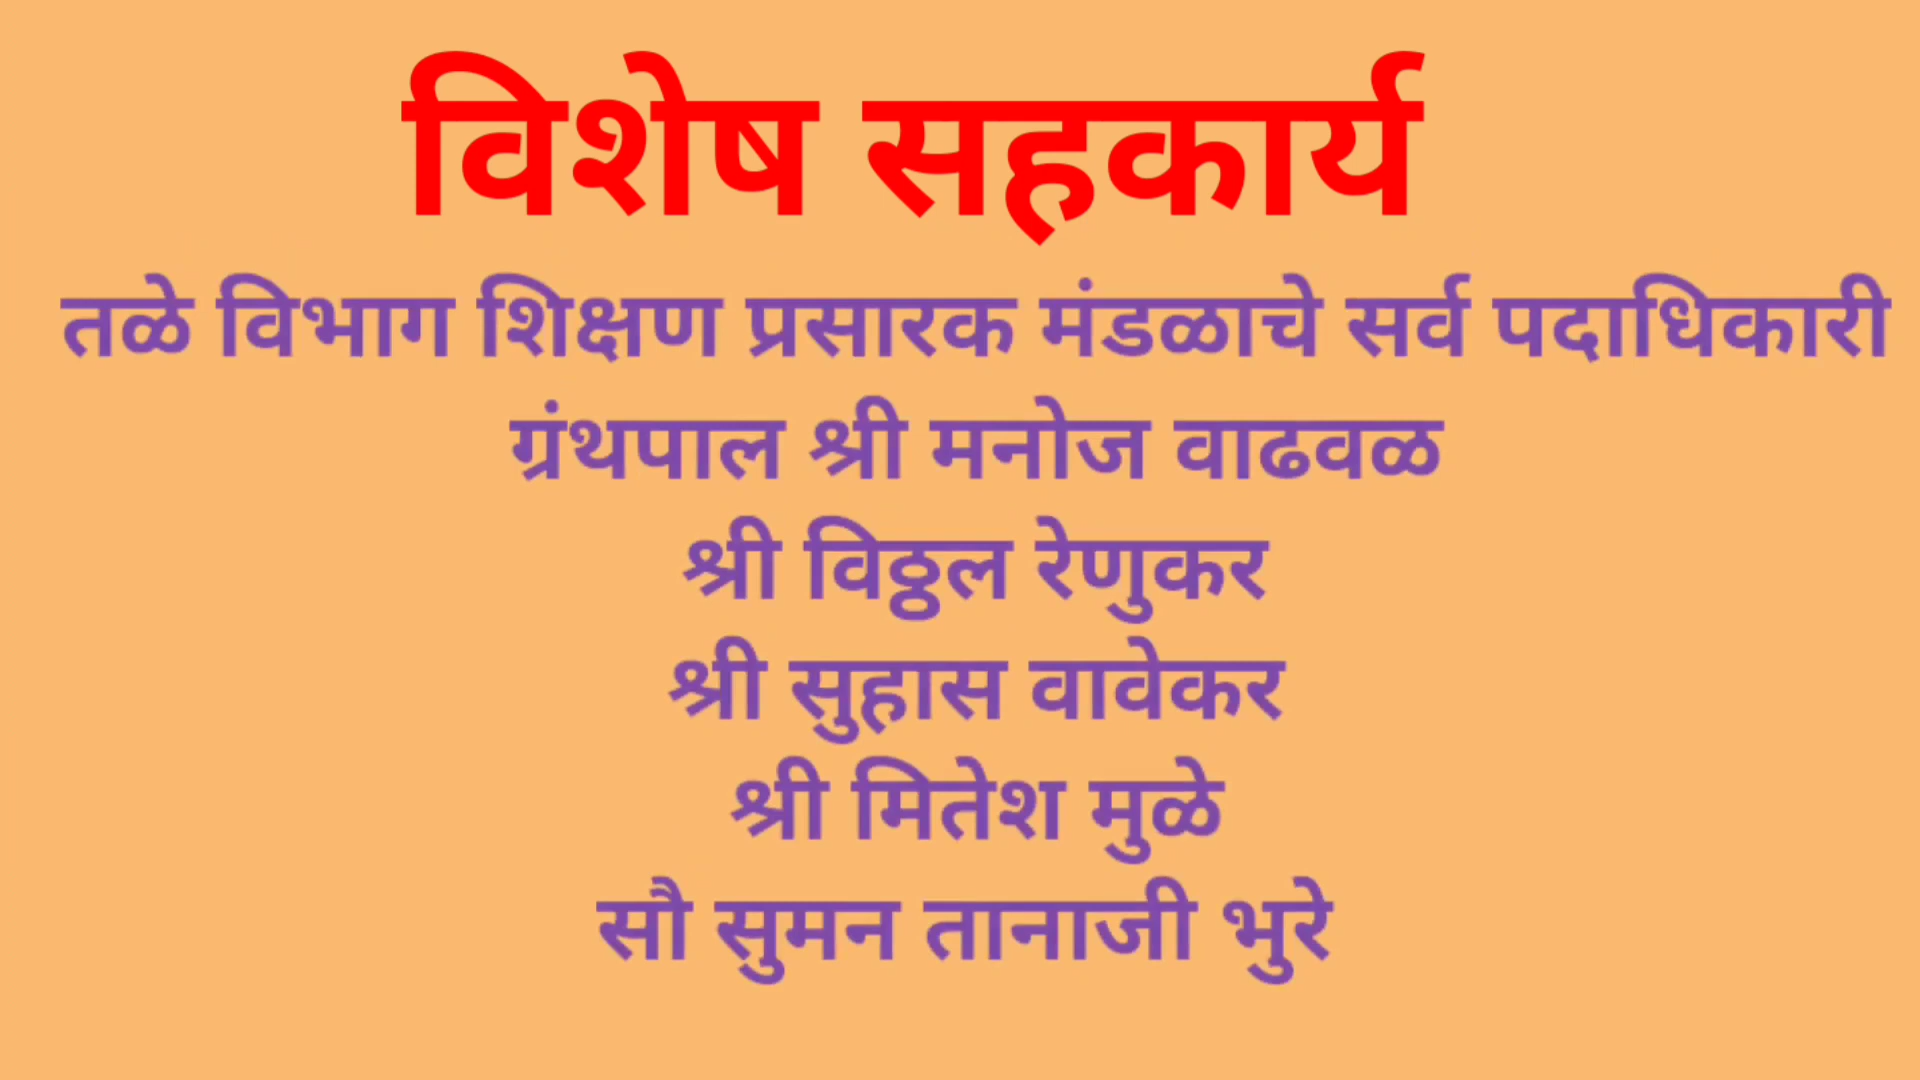 विशेष सहकार्य
तळे विभाग शिक्षण प्रसारक मंडळाचे सर्व पदाधिकारी
ग्रंथपाल श्री मनोज वाढवळ
श्री विठ्ठल रेणुकर
श्री सुहास वावेकर
श्री मितेश मुळे
सौ सुमन तानाजी भुरे